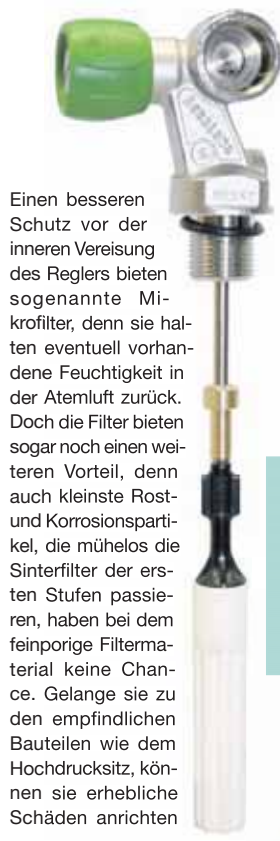 Einen besseren
Schutz vor der
inneren Vereisung
des Reglers bieten
sogenannte Mi-
krofilter, denn sie hal-
ten eventuell vorhan-
dene Feuchtigkeit in
der Atemluft zurück.
Doch die Filter bieten
sogar noch einen wei-
teren Vorteil, denn
auch kleinste Rost-
und Korrosionsparti-
kel, die mühelos die
Sinterfilter der ers-
ten Stufen passie-
ren, haben bei dem
feinporige Filterma-
terial keine Chan-
ce. Gelange sie zu
den empfindlichen
Bauteilen wie dem
Hochdrucksitz, kön-
nen sie erhebliche
Schäden anrichten